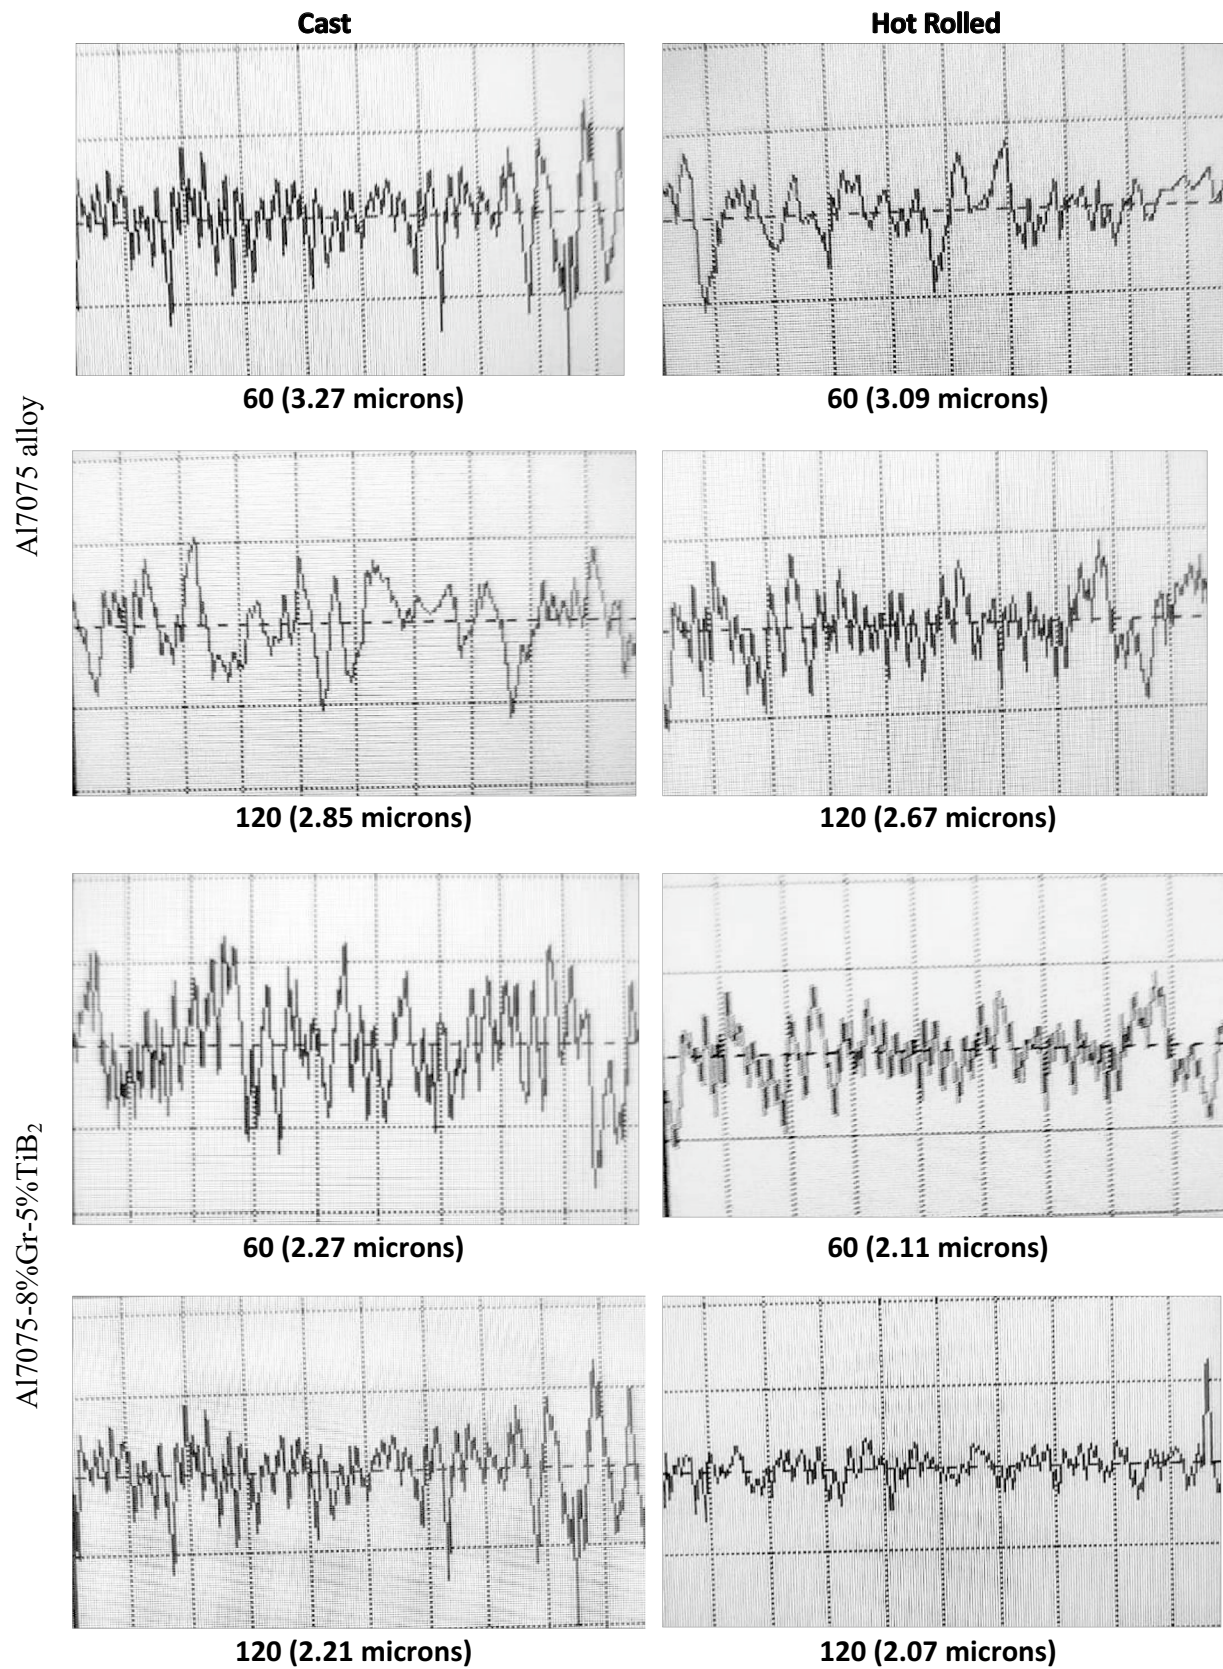 Cast
Hot Rolled
Al7075 alloy
60 (3.27 microns)
60 (3.09 microns)
120 (2.85 microns)
120 (2.67 microns)
Al7075-8%Gr-5%TiB₂
60 (2.27 microns)
60 (2.11 microns)
120 (2.21 microns)
120 (2.07 microns)